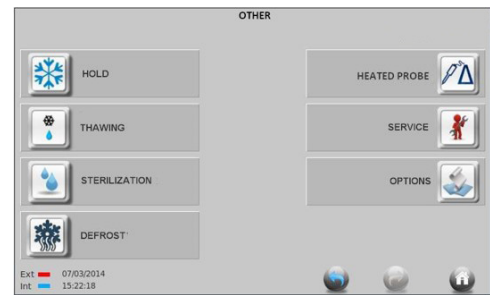 OTHER
HOLD
THAWING
STERILIZATION
DEFROST'
HEATED PROBE
SERVICE
OPTIONS
Ext 07/03/2014
Int 15:22:18